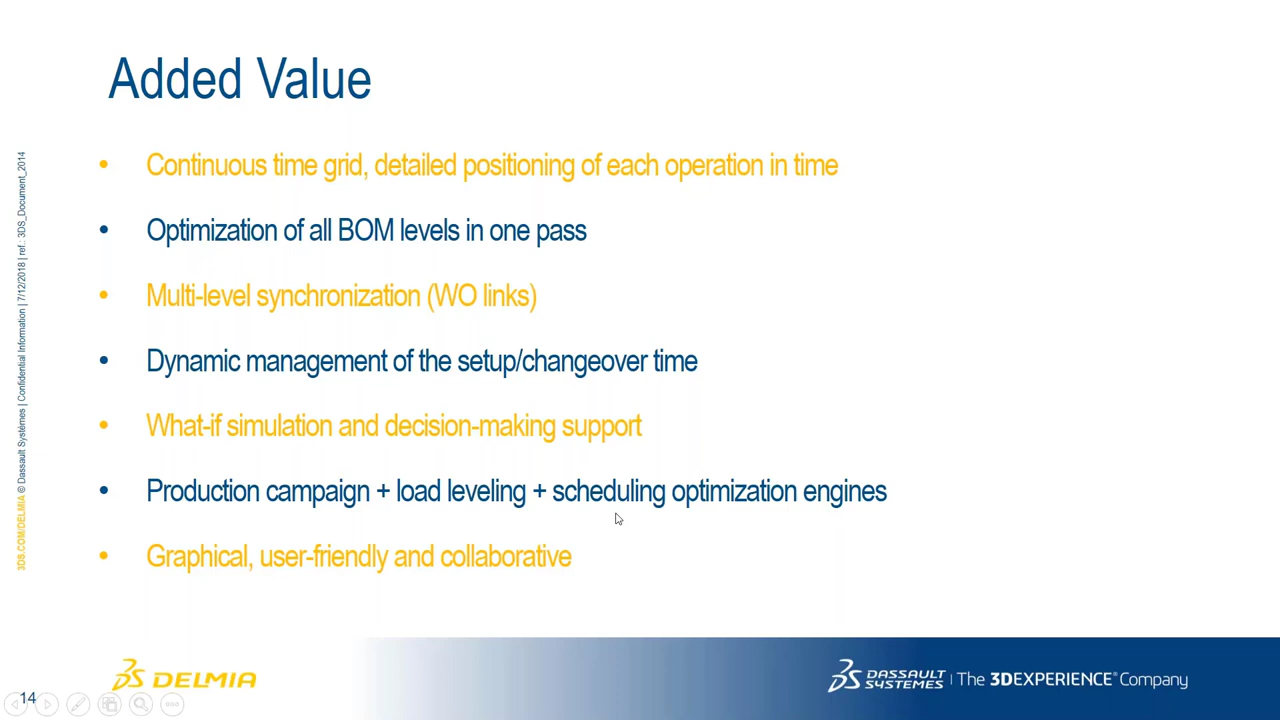 Added Value
• Continuous time grid, detailed positioning of each operation in time
• Optimization of all BOM levels in one pass
• Multi-level synchronization (WO links)
• Dynamic management of the setup/changeover time
• What-if simulation and decision-making support
• Production campaign + load leveling + scheduling optimization engines
• Graphical, user-friendly and collaborative
3DS.COM/DELMIA © Dassault Systèmes | Confidential Information | 7/12/2018 | ref.: 3DS_Document_2014
14
DELMIA
DASSAULT SYSTEMES | The 3DEXPERIENCE® Company